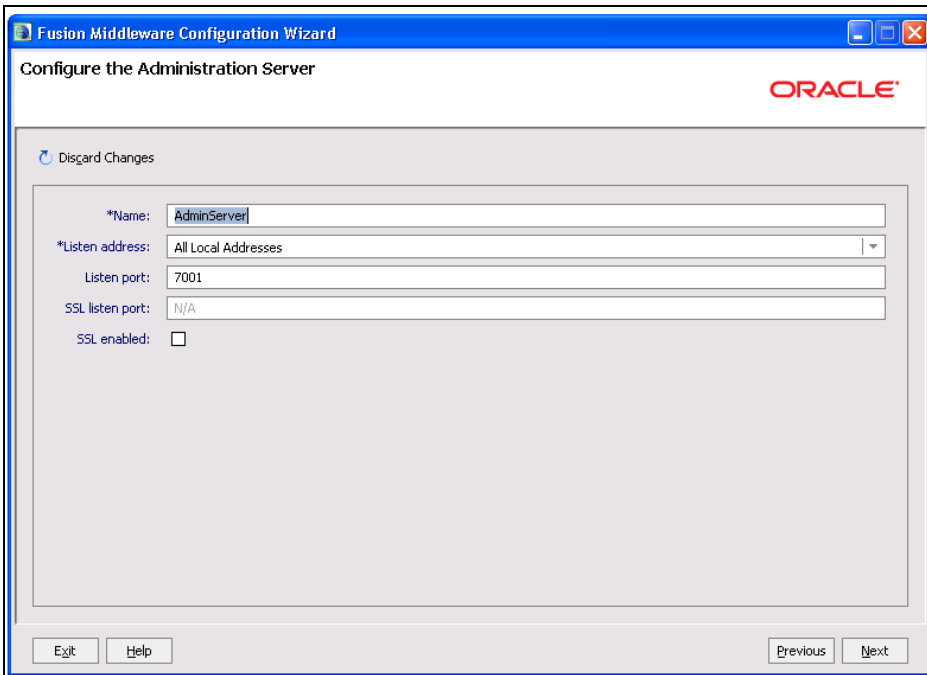 Fusion Middleware Configuration Wizard
Configure the Administration Server
ORACLE
Discard Changes
*Name: AdminServer
*Listen address: All Local Addresses
Listen port: 7001
SSL listen port: N/A
SSL enabled:
Exit Help Previous Next